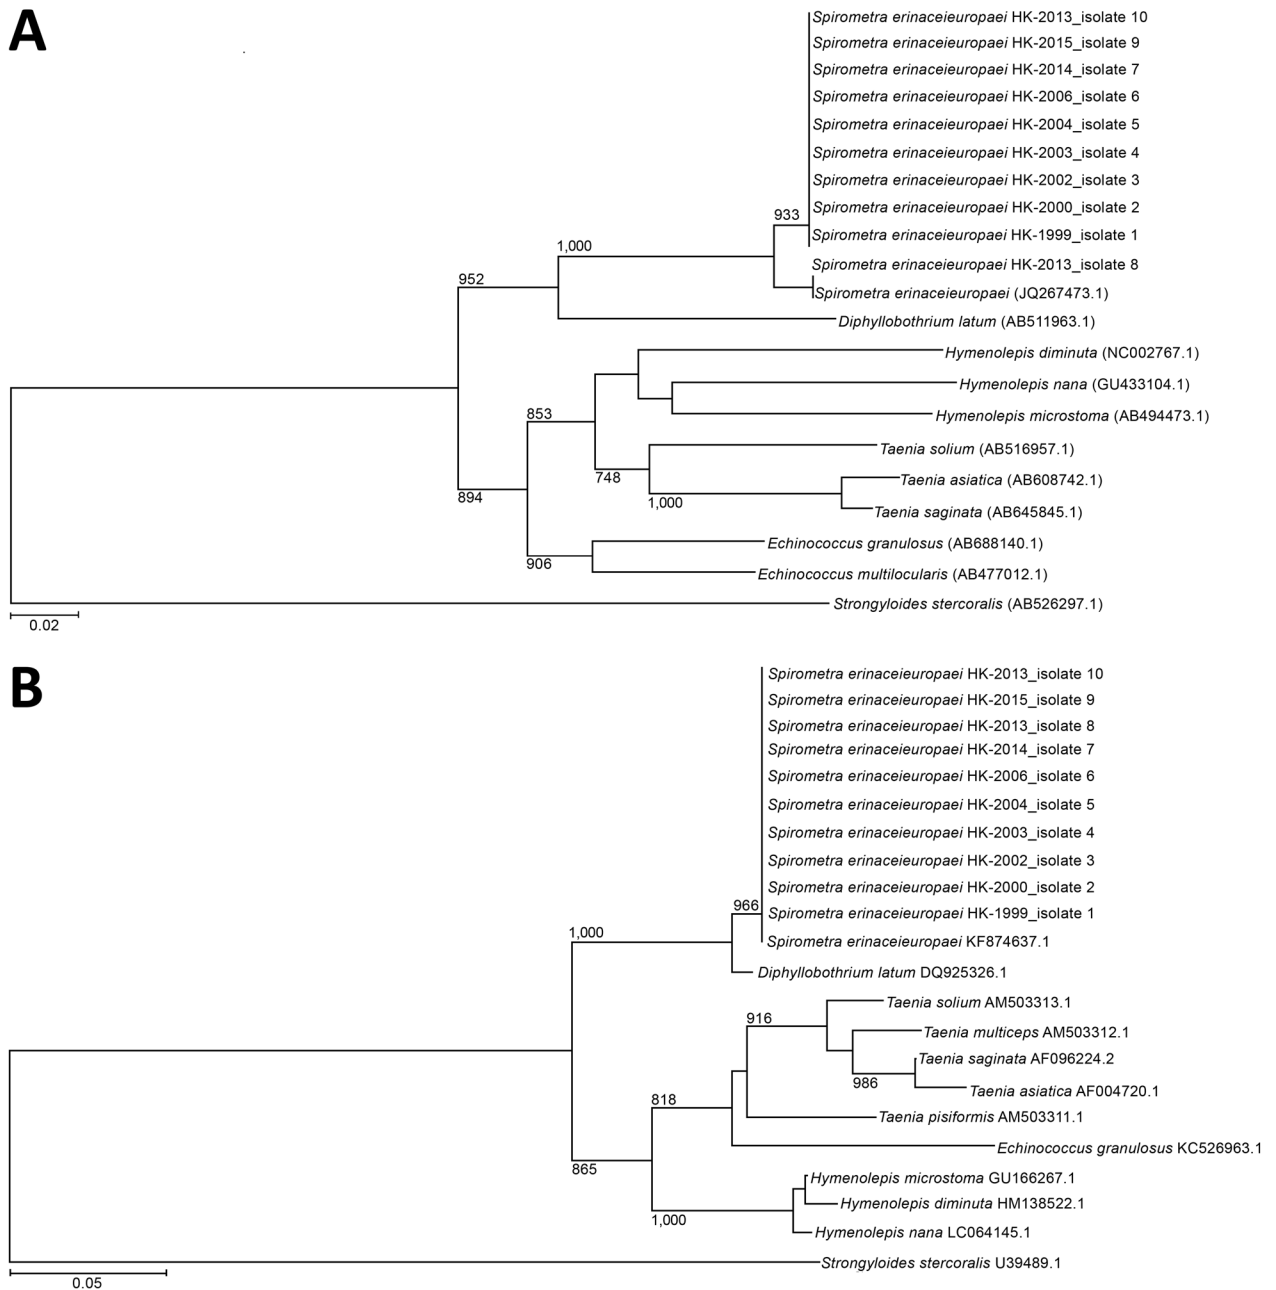 A
Spirometra erinaceieuropaei HK-2013_isolate 10
Spirometra erinaceieuropaei HK-2015_isolate 9
Spirometra erinaceieuropaei HK-2014_isolate 7
Spirometra erinaceieuropaei HK-2006_isolate 6
Spirometra erinaceieuropaei HK-2004_isolate 5
Spirometra erinaceieuropaei HK-2003_isolate 4
Spirometra erinaceieuropaei HK-2002_isolate 3
Spirometra erinaceieuropaei HK-2000_isolate 2
933
Spirometra erinaceieuropaei HK-1999_isolate 1
1,000
Spirometra erinaceieuropaei HK-2013_isolate 8
952
Spirometra erinaceieuropaei (JQ267473.1)
Diphyllobothrium latum (AB511963.1)
Hymenolepis diminuta (NC002767.1)
Hymenolepis nana (GU433104.1)
853
Hymenolepis microstoma (AB494473.1)
Taenia solium (AB516957.1)
748
Taenia asiatica (AB608742.1)
894
1,000
Taenia saginata (AB645845.1)
Echinococcus granulosus (AB688140.1)
906
Echinococcus multilocularis (AB477012.1)
Strongyloides stercoralis (AB526297.1)
0.02
B
Spirometra erinaceieuropaei HK-2013_isolate 10
Spirometra erinaceieuropaei HK-2015_isolate 9
Spirometra erinaceieuropaei HK-2013_isolate 8
Spirometra erinaceieuropaei HK-2014_isolate 7
Spirometra erinaceieuropaei HK-2006_isolate 6
Spirometra erinaceieuropaei HK-2004_isolate 5
Spirometra erinaceieuropaei HK-2003_isolate 4
Spirometra erinaceieuropaei HK-2002_isolate 3
Spirometra erinaceieuropaei HK-2000_isolate 2
966
Spirometra erinaceieuropaei HK-1999_isolate 1
1,000
Spirometra erinaceieuropaei KF874637.1
Diphyllobothrium latum DQ925326.1
Taenia solium AM503313.1
916
Taenia multiceps AM503312.1
Taenia saginata AF096224.2
986
Taenia asiatica AF004720.1
818
Taenia pisiformis AM503311.1
Echinococcus granulosus KC526963.1
865
Hymenolepis microstoma GU166267.1
Hymenolepis diminuta HM138522.1
1,000
Hymenolepis nana LC064145.1
Strongyloides stercoralis U39489.1
0.05